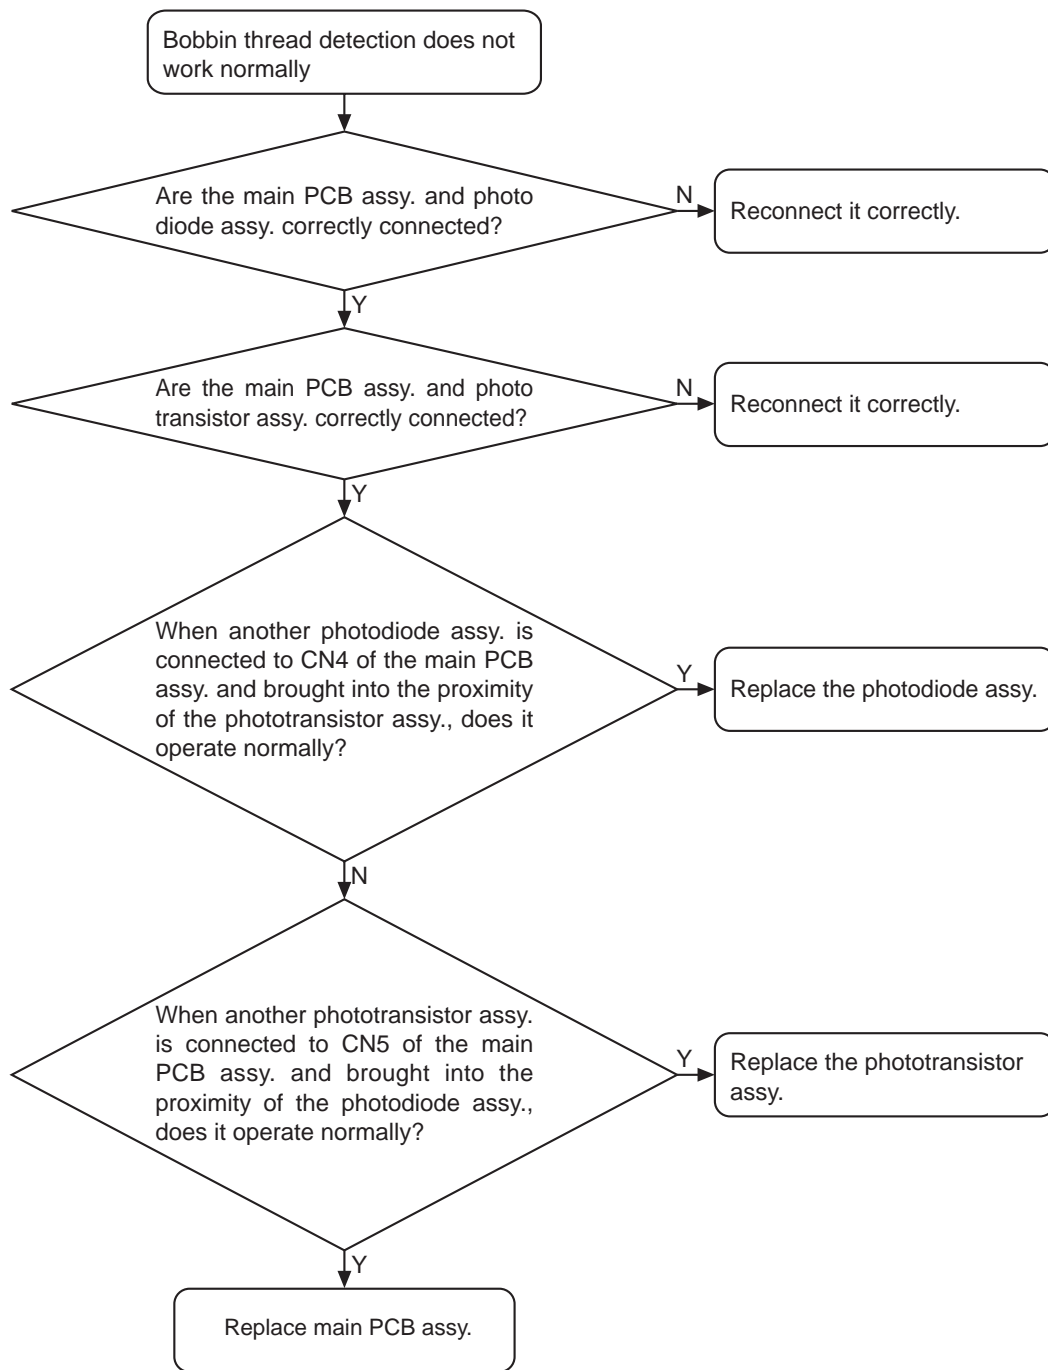 Bobbin thread detection does not
work normally
Are the main PCB assy. and photo
diode assy. correctly connected?
N
Reconnect it correctly.
Y
Are the main PCB assy. and photo
transistor assy. correctly connected?
N
Reconnect it correctly.
Y
When another photodiode assy. is
connected to CN4 of the main PCB
assy. and brought into the proximity
of the phototransistor assy., does it
operate normally?
Y
Replace the photodiode assy.
N
When another phototransistor assy.
is connected to CN5 of the main
PCB assy. and brought into the
proximity of the photodiode assy.,
does it operate normally?
Y
Replace the phototransistor
assy.
Y
Replace main PCB assy.